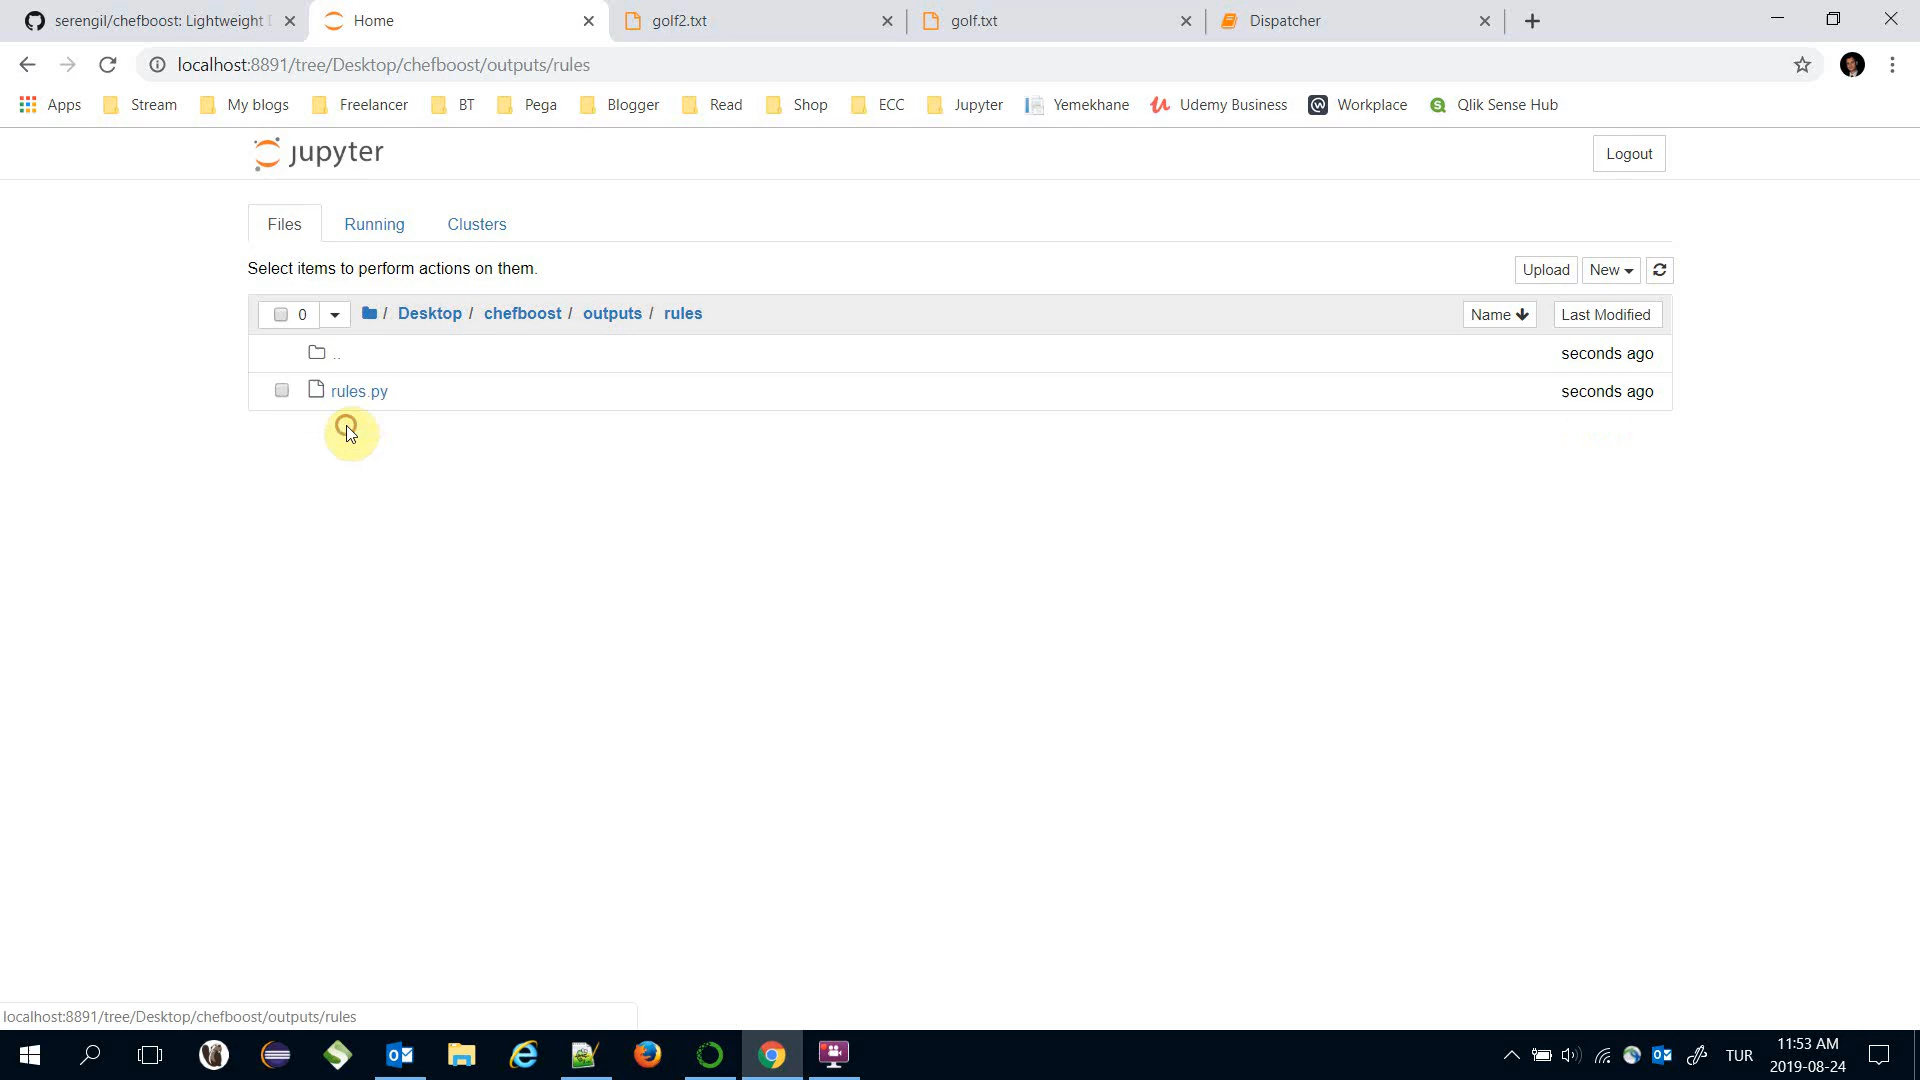 serengil/chefboost: Lightweight
Home
golf2.txt
golf.txt
Dispatcher
localhost:8891/tree/Desktop/chefboost/outputs/rules
Apps Stream My blogs Freelancer BT Pega Blogger Read Shop ECC Jupyter Yemekhane Udemy Business Workplace Qlik Sense Hub
jupyter
Logout
Files Running Clusters
Select items to perform actions on them.
Upload New
0 / Desktop / chefboost / outputs / rules
Name Last Modified
.. seconds ago
rules.py seconds ago
localhost:8891/tree/Desktop/chefboost/outputs/rules
TUR
11:53 AM
2019-08-24